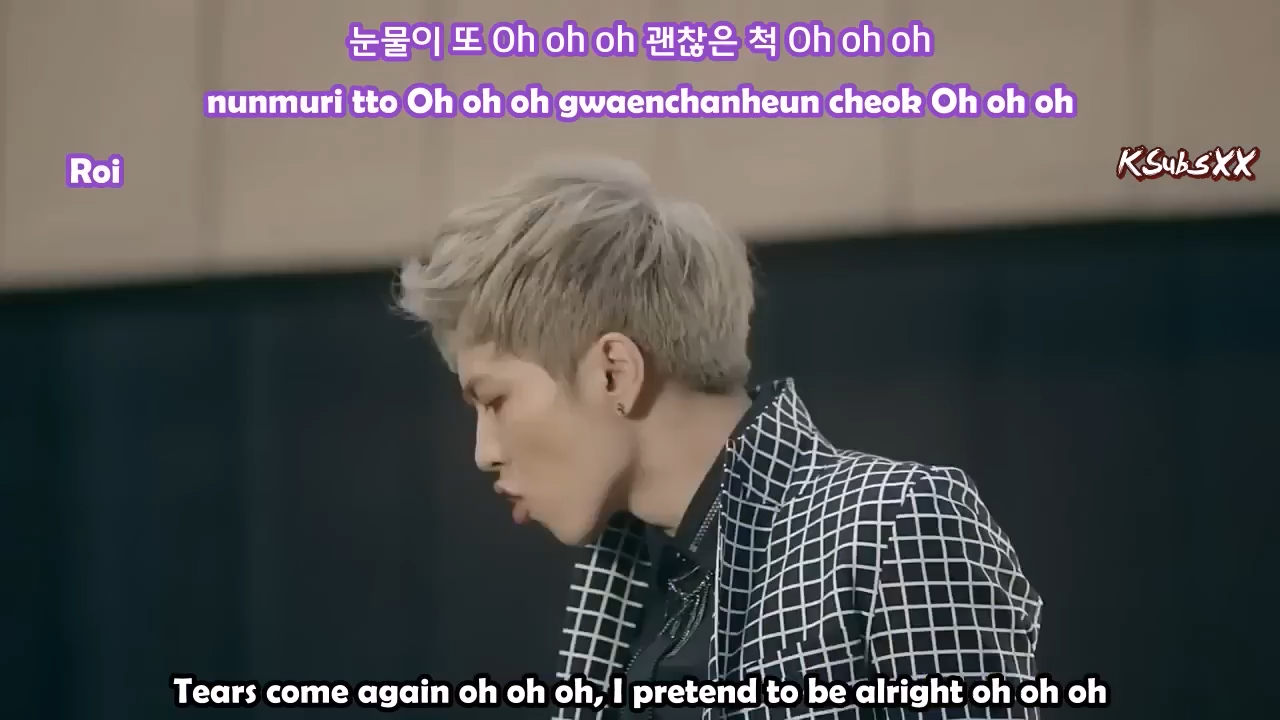 눈물이 또 Oh oh oh 괜찮은 척 Oh oh oh
nunmuri tto Oh oh oh gwaenchanheun cheok Oh oh oh
Roi
KSubsXX
Tears come again oh oh oh, I pretend to be alright oh oh oh